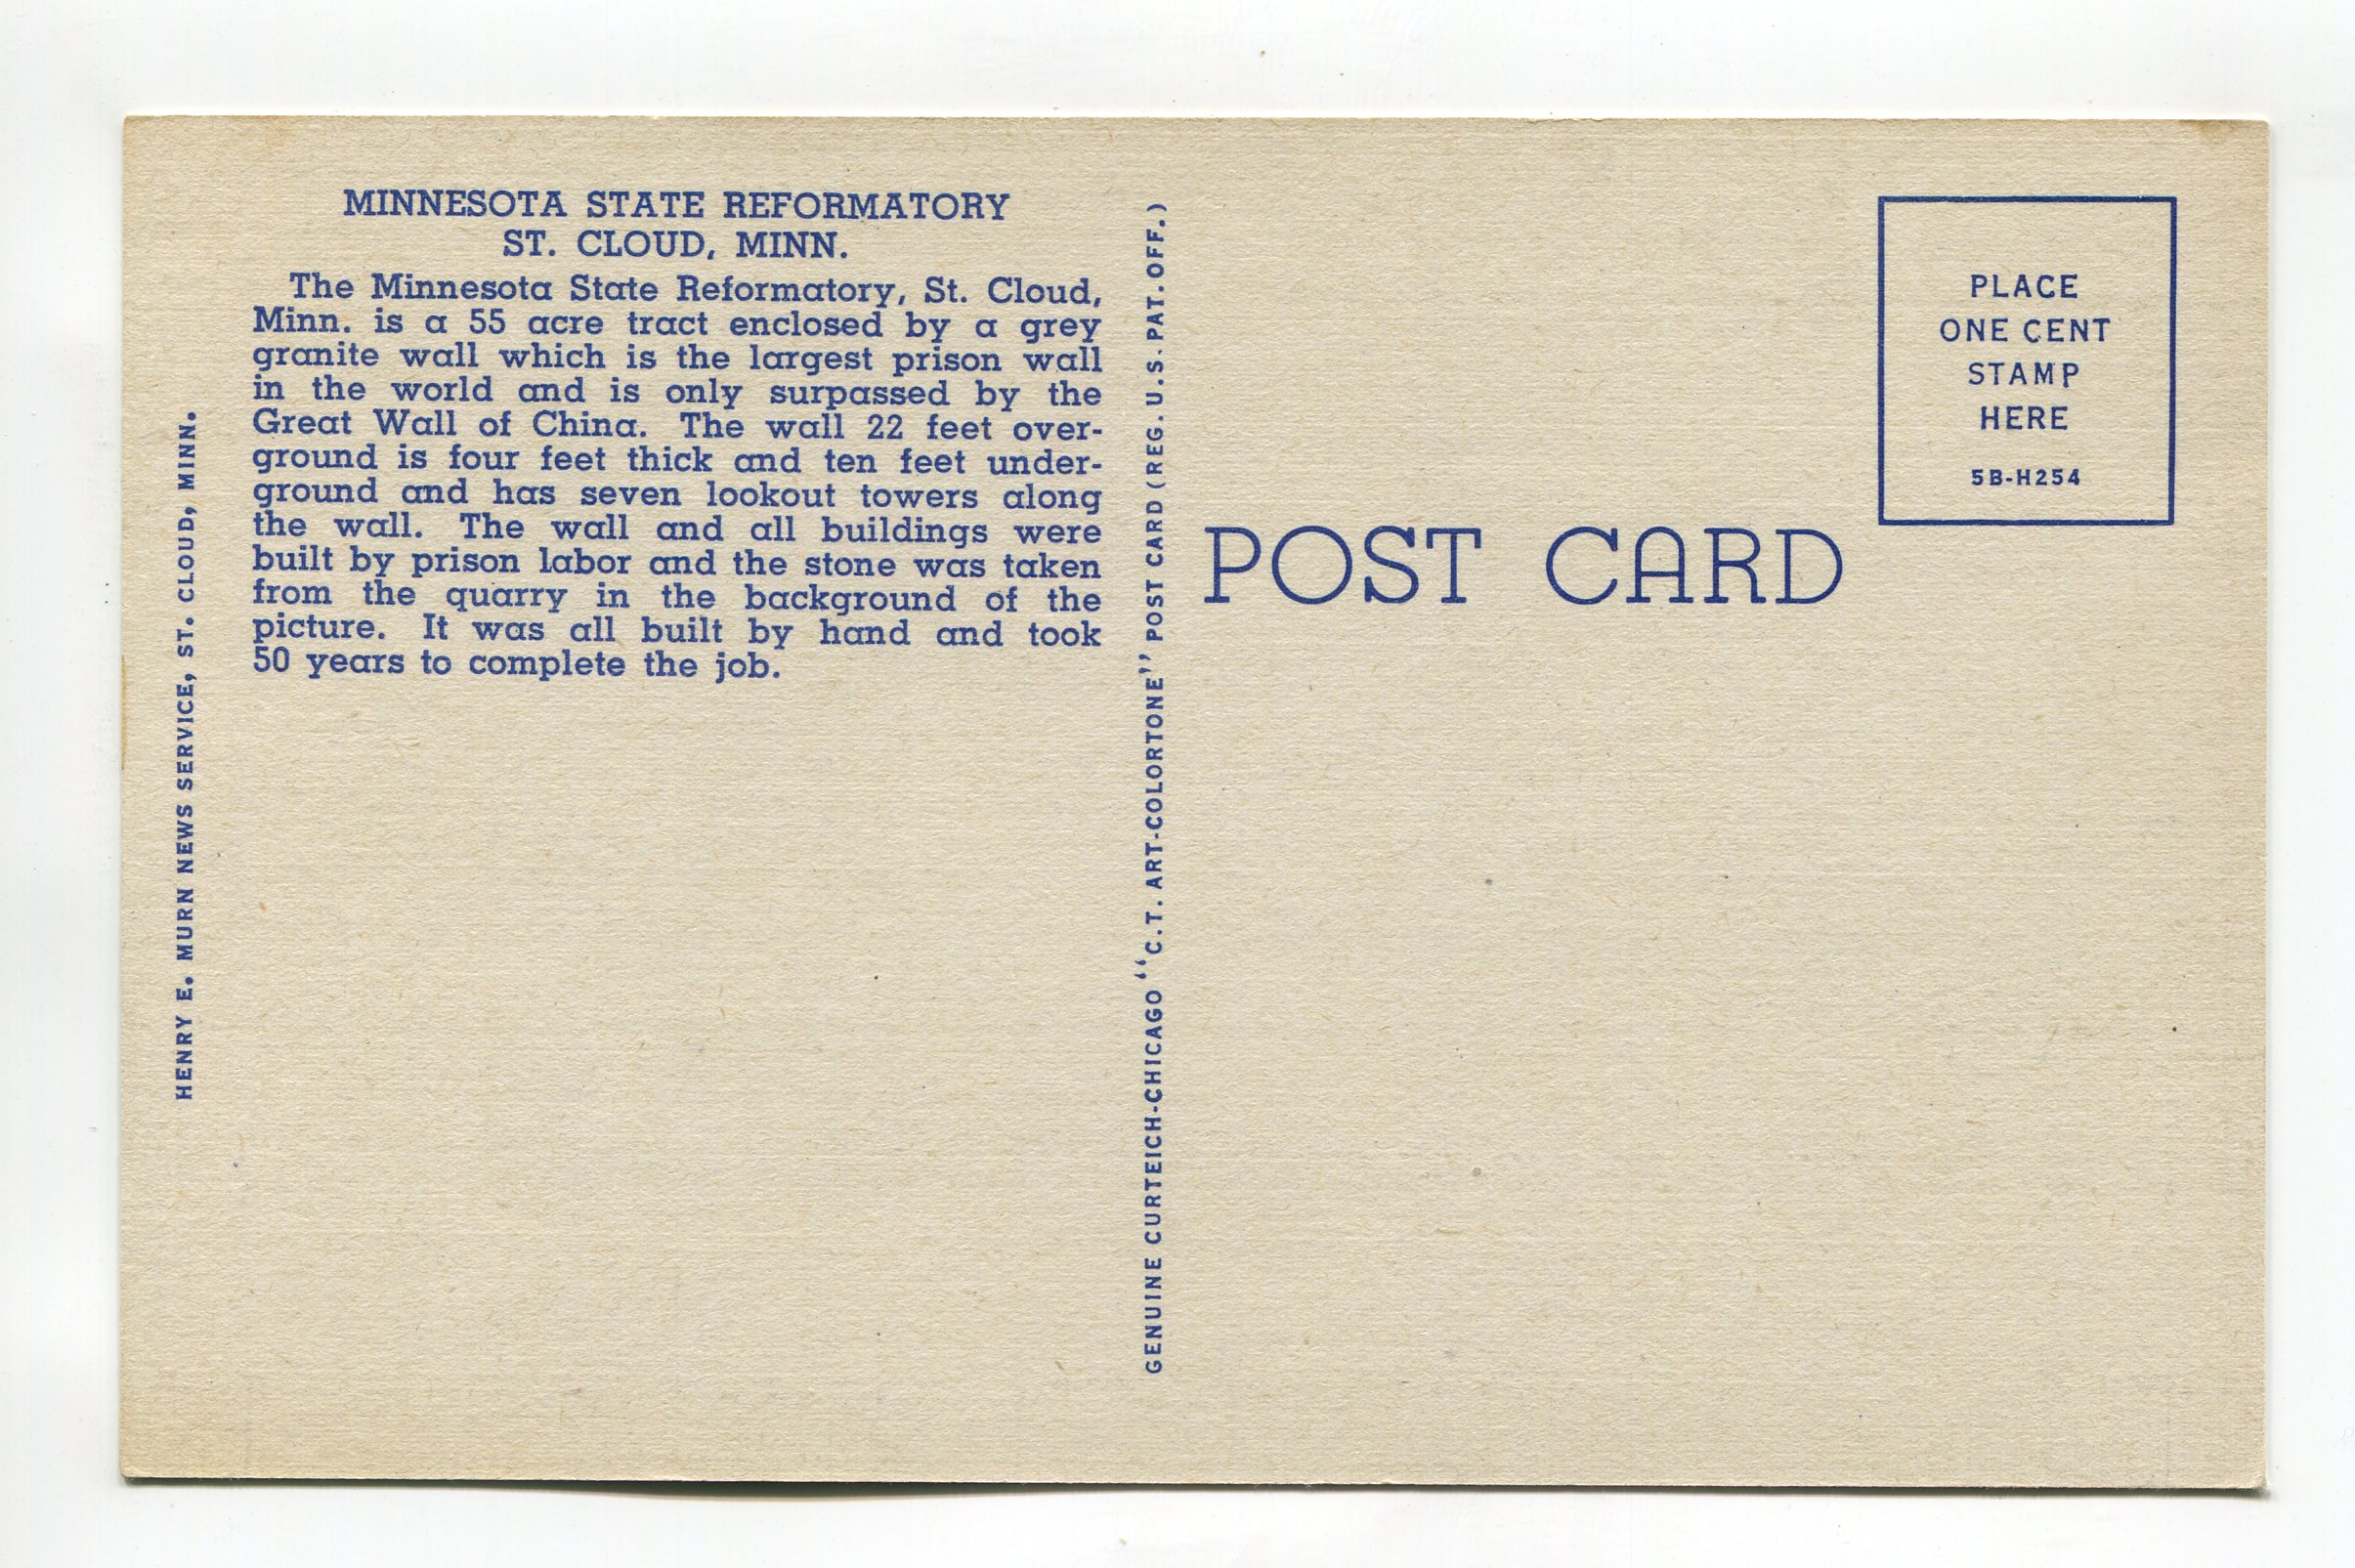 MINNESOTA STATE REFORMATORY
ST. CLOUD, MINN.
The Minnesota State Reformatory, St. Cloud,
Minn. is a 55 acre tract enclosed by a grey
granite wall which is the largest prison wall
in the world and is only surpassed by the
Great Wall of China. The wall 22 feet over-
ground is four feet thick and ten feet under-
ground and has seven lookout towers along
the wall. The wall and all buildings were
built by prison labor and the stone was taken
from the quarry in the background of the
picture. It was all built by hand and took
50 years to complete the job.
HENRY E. MURN NEWS SERVICE, ST. CLOUD, MINN.
GENUINE CURTEICH-CHICAGO "C.T. ART-COLORTONE" POST CARD (REG. U.S. PAT. OFF.)
POST CARD
PLACE
ONE CENT
STAMP
HERE
5B-H254